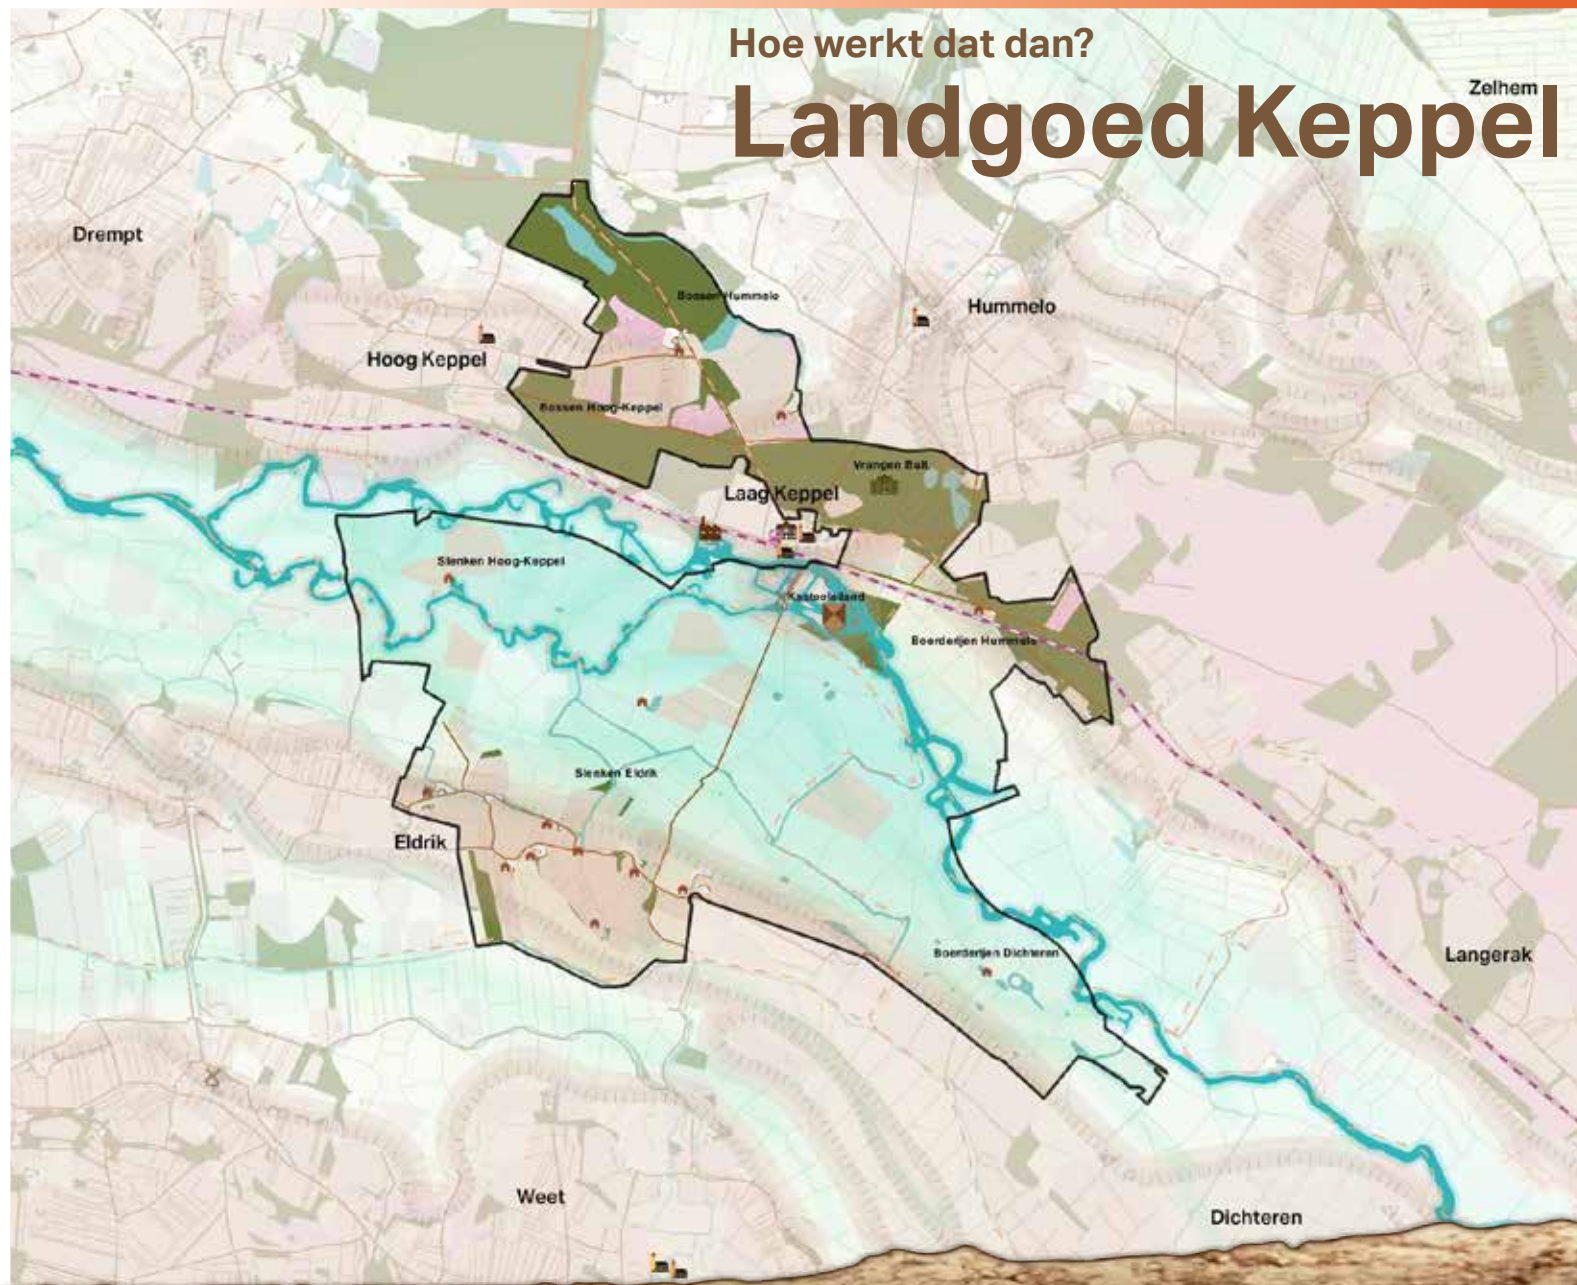 Hoe werkt dat dan?
Landgoed Keppel
Zelhem
Drempt
Bossen Hummelo
Hummelo
Hoog Keppel
Bossen Hoog-Keppel
Vrangen Bult
Laag Keppel
Slenken Hoog-Keppel
Kasteeleiland
Boerderijen Hummelo
Slenken Eldrik
Eldrik
Boerderijen Dichteren
Langerak
Weet
Dichteren